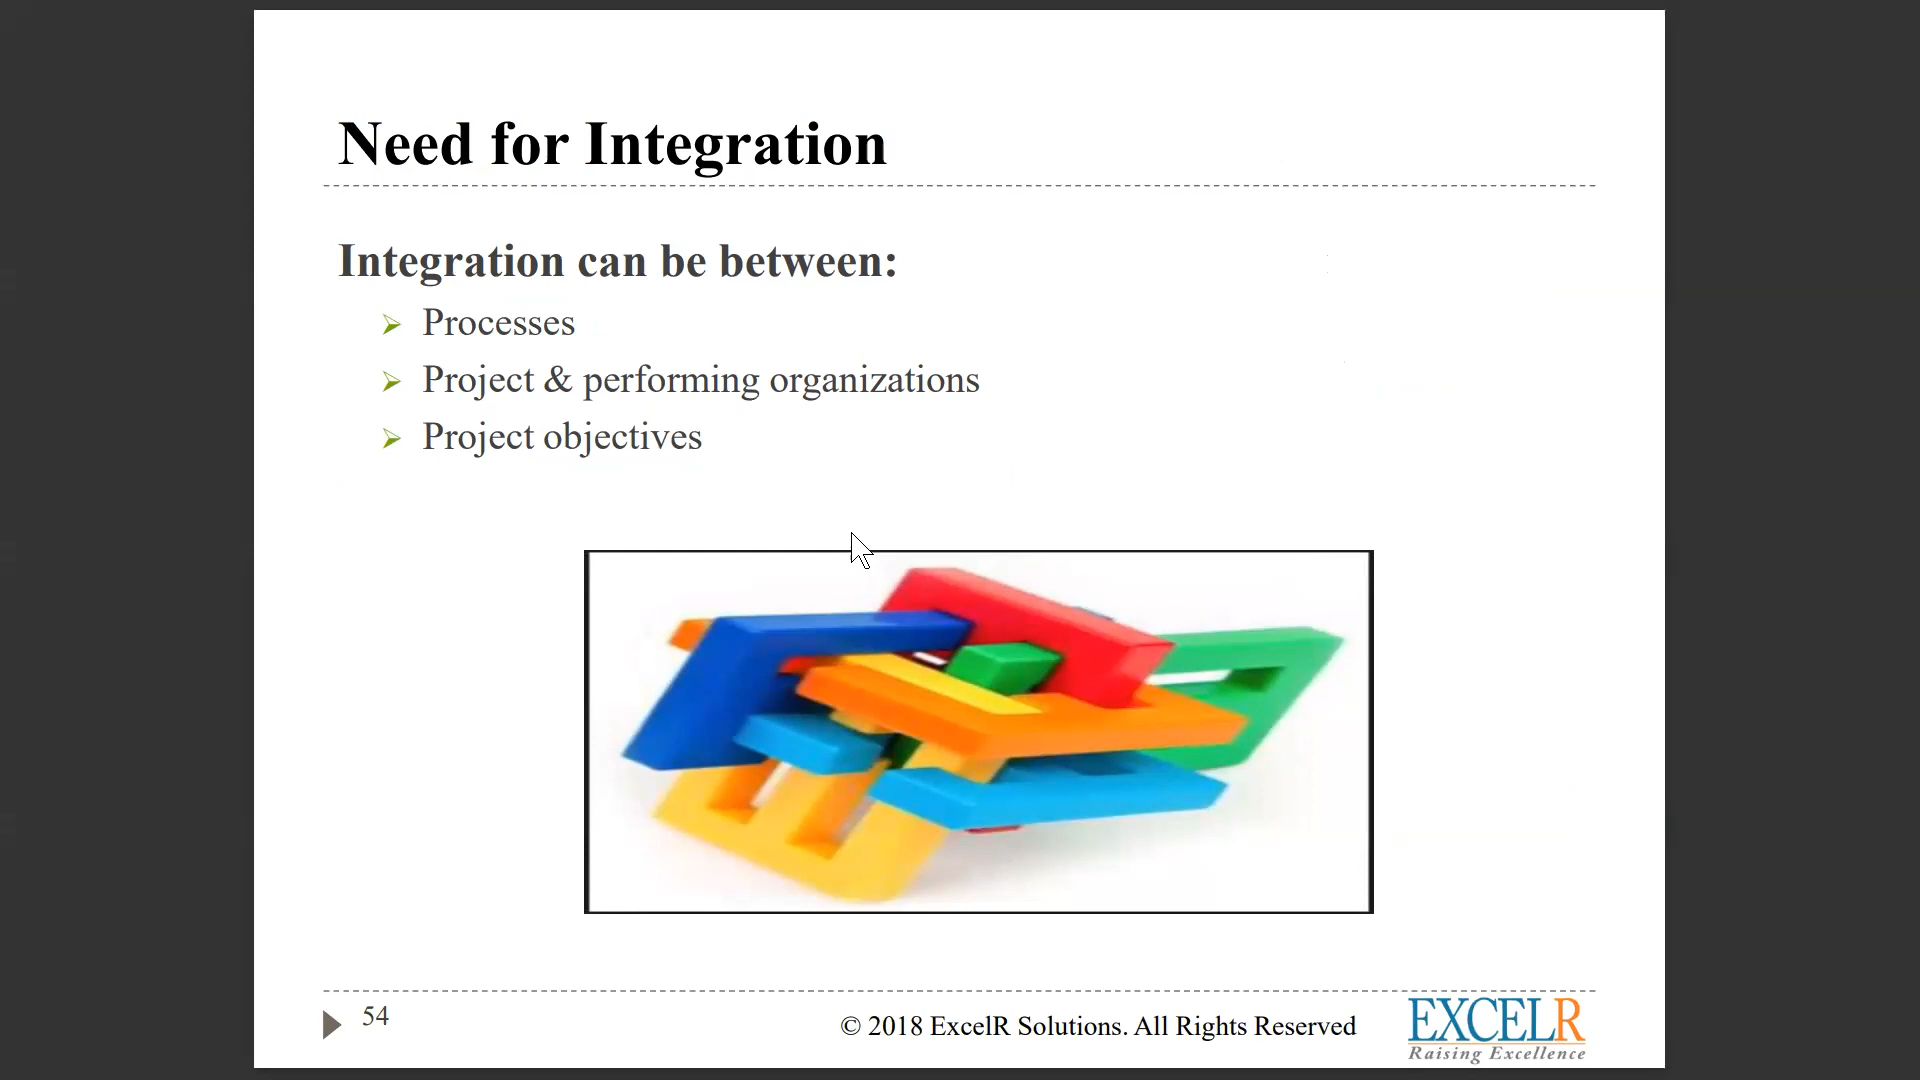 Need for Integration
Integration can be between:
Processes
Project & performing organizations
Project objectives
54
© 2018 ExcelR Solutions. All Rights Reserved
EXCELR
Raising Excellence